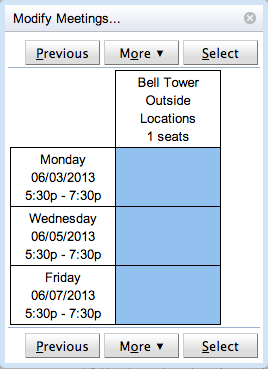 Modify Meetings...
Previous More ▼ Select
Bell Tower
Outside
Locations
1 seats
Monday
06/03/2013
5:30p - 7:30p
Wednesday
06/05/2013
5:30p - 7:30p
Friday
06/07/2013
5:30p - 7:30p
Previous More ▼ Select